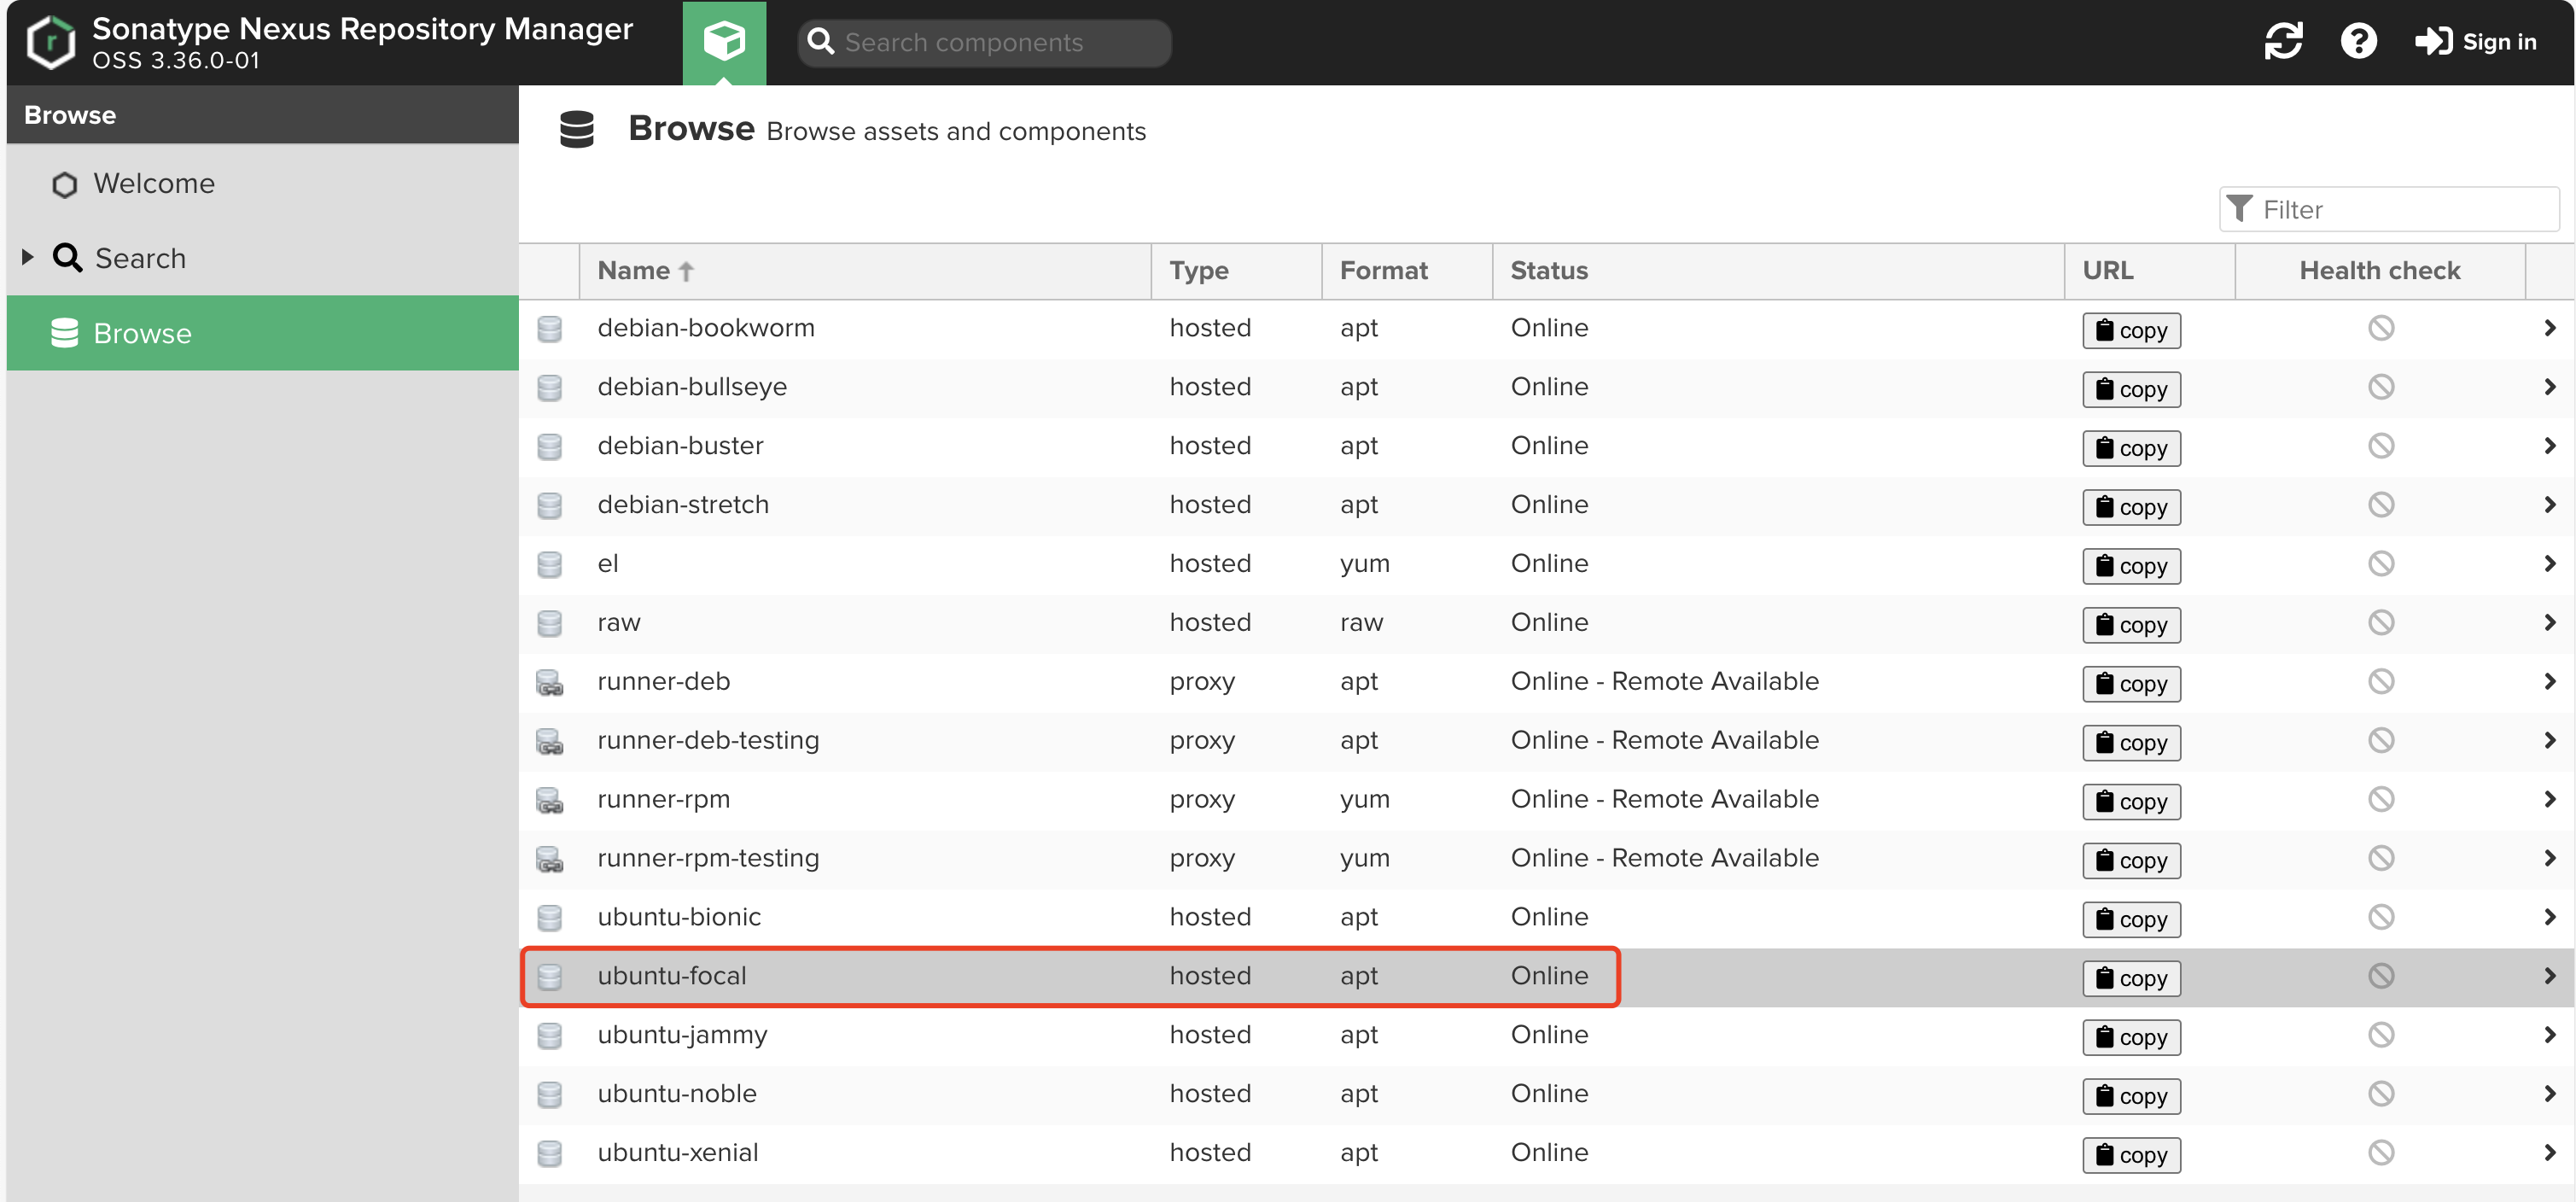 Sonatype Nexus Repository Manager
OSS 3.36.0-01
Search components
Sign in
Browse
Welcome
Search
Browse
Browse Browse assets and components
Filter
Name Type Format Status URL Health check
debian-bookworm hosted apt Online copy
debian-bullseye hosted apt Online copy
debian-buster hosted apt Online copy
debian-stretch hosted apt Online copy
el hosted yum Online copy
raw hosted raw Online copy
runner-deb proxy apt Online - Remote Available copy
runner-deb-testing proxy apt Online - Remote Available copy
runner-rpm proxy yum Online - Remote Available copy
runner-rpm-testing proxy yum Online - Remote Available copy
ubuntu-bionic hosted apt Online copy
ubuntu-focal hosted apt Online copy
ubuntu-jammy hosted apt Online copy
ubuntu-noble hosted apt Online copy
ubuntu-xenial hosted apt Online copy